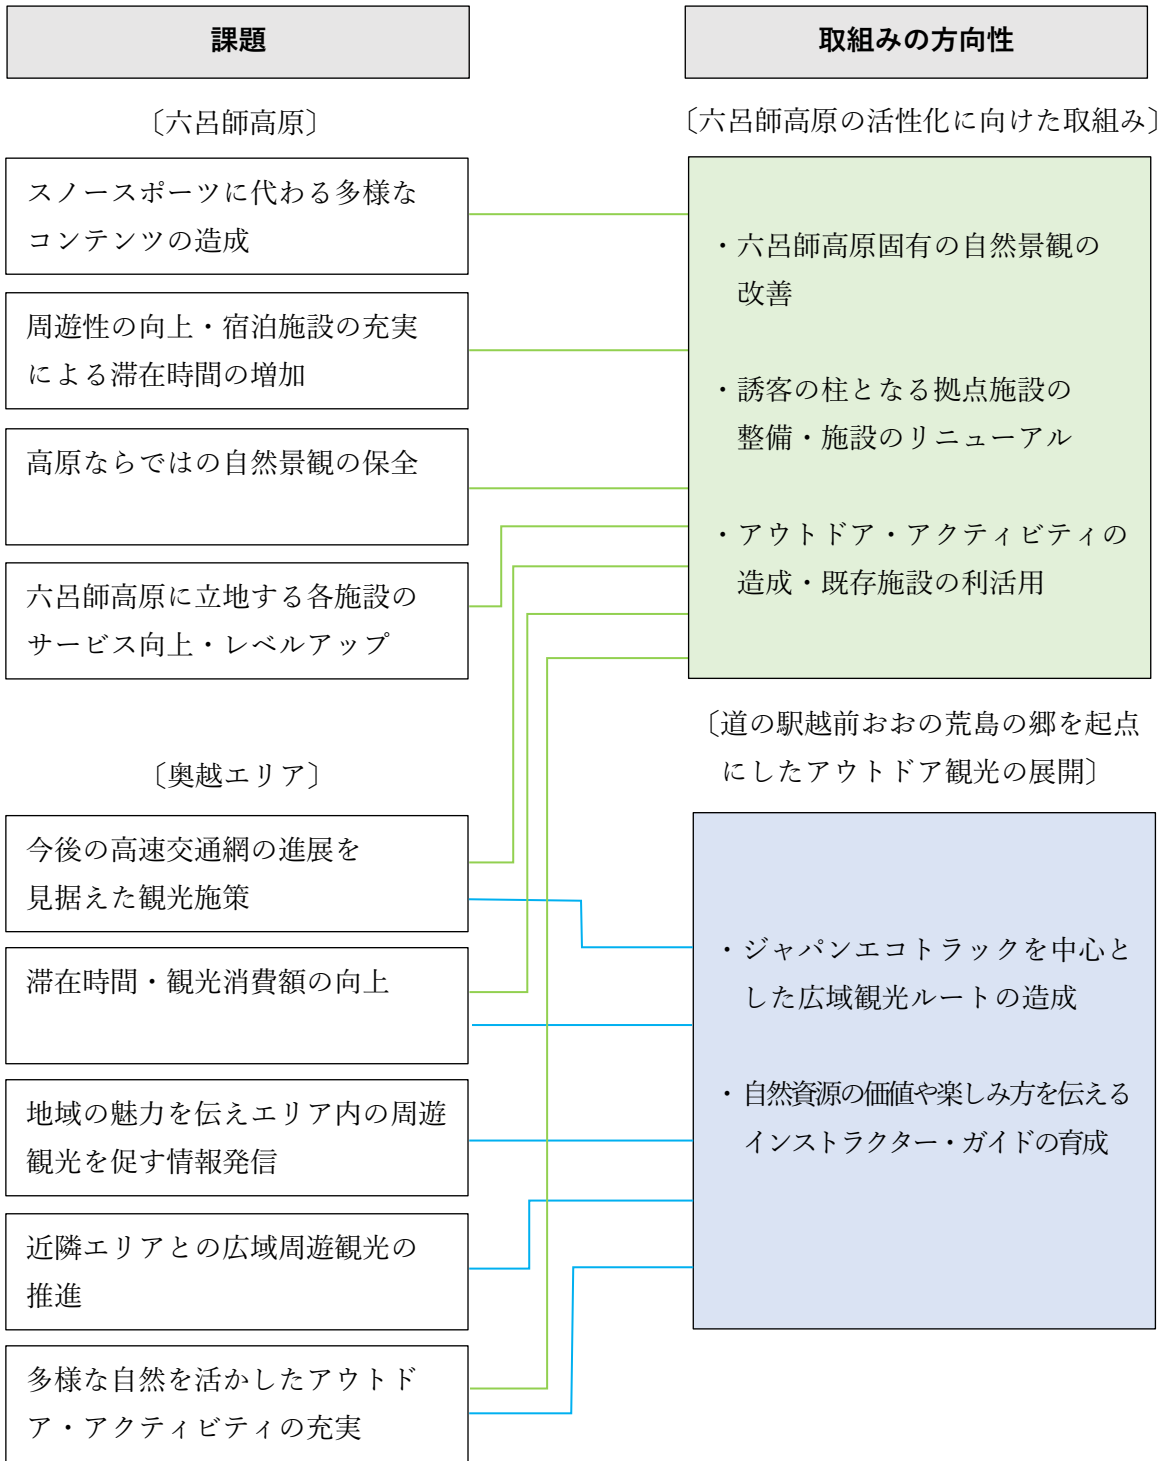 課題
〔六呂師高原〕
スノースポーツに代わる多様な
コンテンツの造成
周遊性の向上・宿泊施設の充実
による滞在時間の増加
高原ならではの自然景観の保全
六呂師高原に立地する各施設の
サービス向上・レベルアップ
〔奥越エリア〕
今後の高速交通網の進展を
見据えた観光施策
滞在時間・観光消費額の向上
地域の魅力を伝えエリア内の周遊
観光を促す情報発信
近隣エリアとの広域周遊観光の
推進
多様な自然を活かしたアウトド
ア・アクティビティの充実
取組みの方向性
〔六呂師高原の活性化に向けた取組み〕
・六呂師高原固有の自然景観の
改善
・誘客の柱となる拠点施設の
整備・施設のリニューアル
・アウトドア・アクティビティの
造成・既存施設の利活用
〔道の駅越前おおの荒島の郷を起点
にしたアウトドア観光の展開〕
・ジャパンエコトラックを中心と
した広域観光ルートの造成
・自然資源の価値や楽しみ方を伝える
インストラクター・ガイドの育成